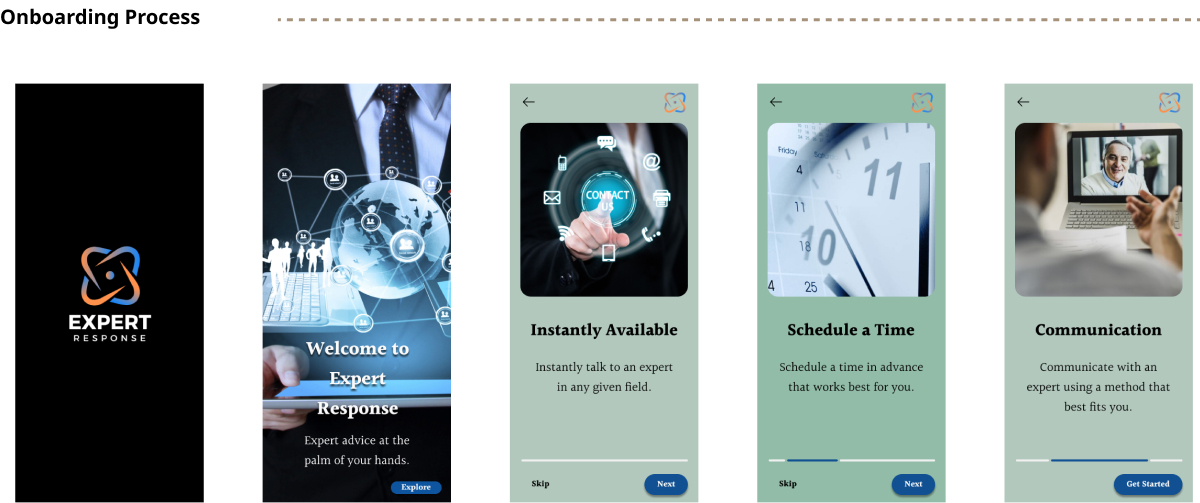 Onboarding Process
EXPERT
RESPONSE
Welcome to
Expert
Response
Expert advice at the
palm of your hands.
Explore
CONTACT
US
@
Instantly Available
Instantly talk to an expert
in any given field.
Skip
Next
Friday
4
11
18
4
25
11
10
Schedule a Time
Schedule a time in advance
that works best for you.
Skip
Next
Communication
Communicate with an
expert using a method that
best fits you.
Get Started